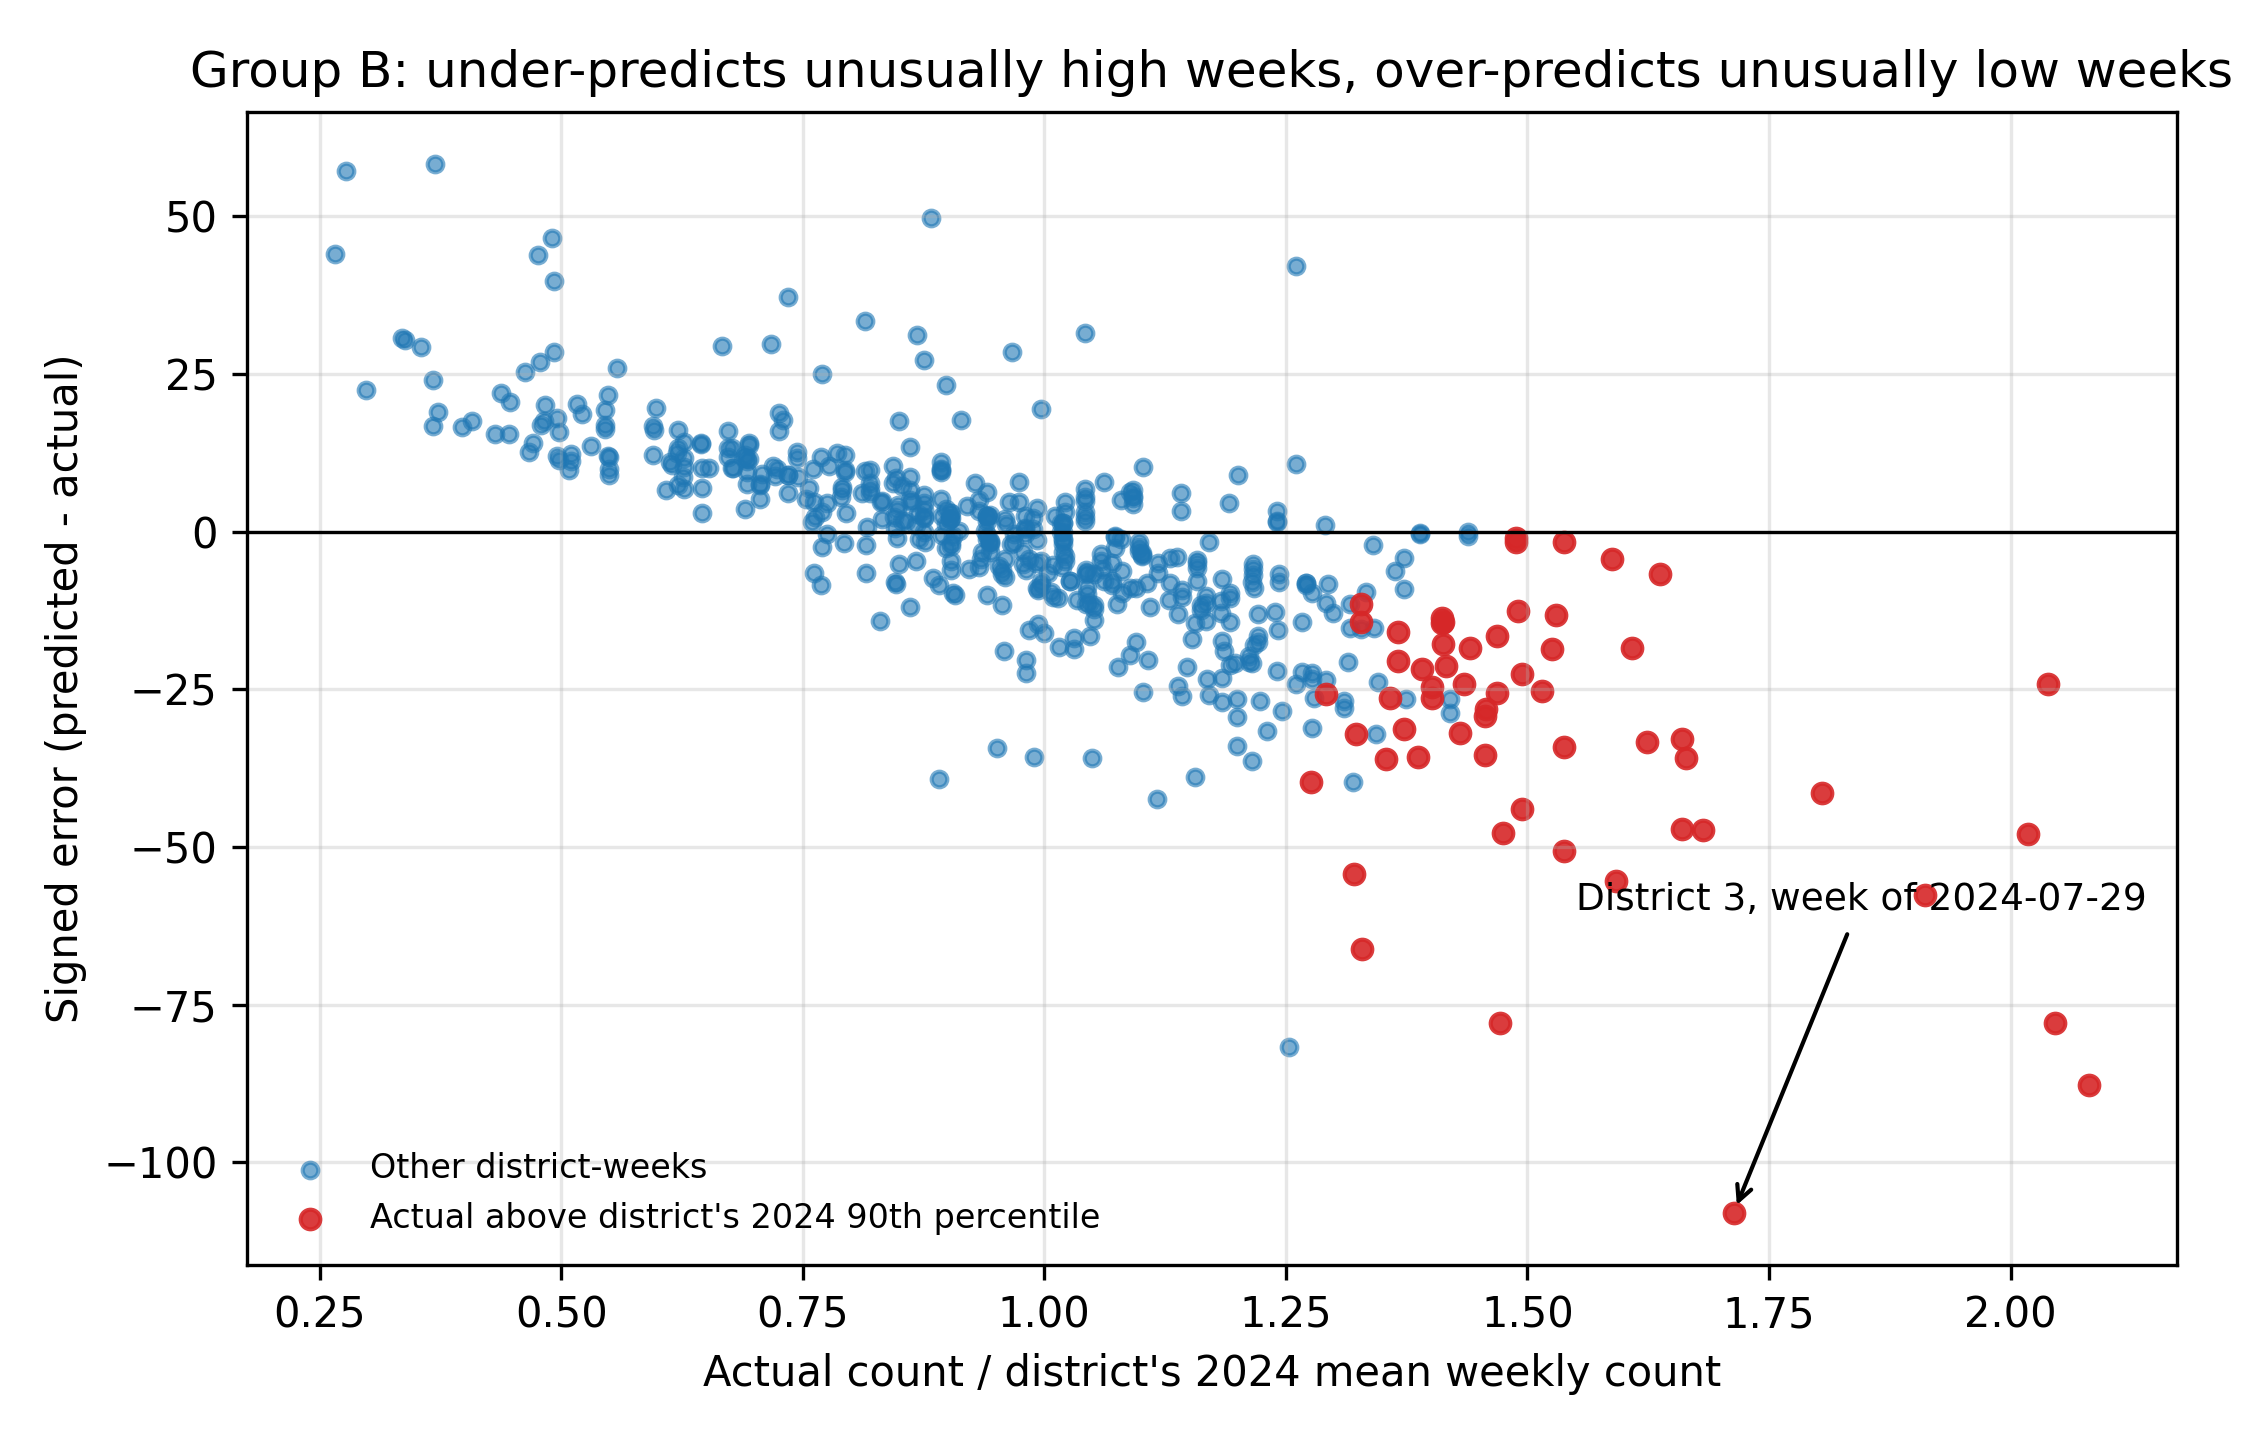 Group B: under-predicts unusually high weeks, over-predicts unusually low weeks
Signed error (predicted - actual)
50
25
0
−25
−50
−75
−100
District 3, week of 2024-07-29
Other district-weeks
Actual above district's 2024 90th percentile
0.25 0.50 0.75 1.00 1.25 1.50 1.75 2.00
Actual count / district's 2024 mean weekly count